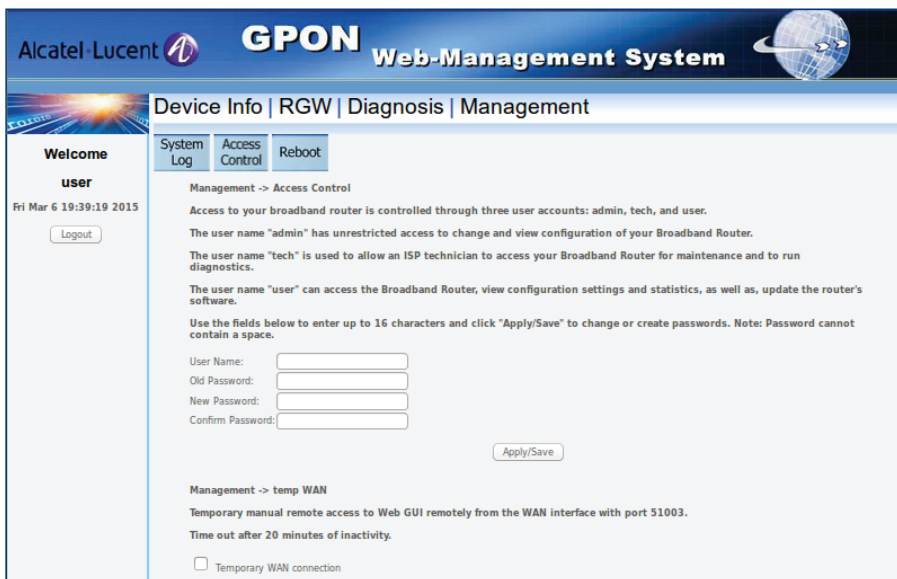 Alcatel·Lucent
GPON
Web-Management System
Device Info | RGW | Diagnosis | Management
Welcome
user
Fri Mar 6 19:39:19 2015
Logout
System
Log
Access
Control
Reboot
Management -> Access Control
Access to your broadband router is controlled through three user accounts: admin, tech, and user.
The user name "admin" has unrestricted access to change and view configuration of your Broadband Router.
The user name "tech" is used to allow an ISP technician to access your Broadband Router for maintenance and to run
diagnostics.
The user name "user" can access the Broadband Router, view configuration settings and statistics, as well as, update the router's
software.
Use the fields below to enter up to 16 characters and click "Apply/Save" to change or create passwords. Note: Password cannot
contain a space.
User Name:
Old Password:
New Password:
Confirm Password:
Apply/Save
Management -> temp WAN
Temporary manual remote access to Web GUI remotely from the WAN interface with port 51003.
Time out after 20 minutes of inactivity.
Temporary WAN connection